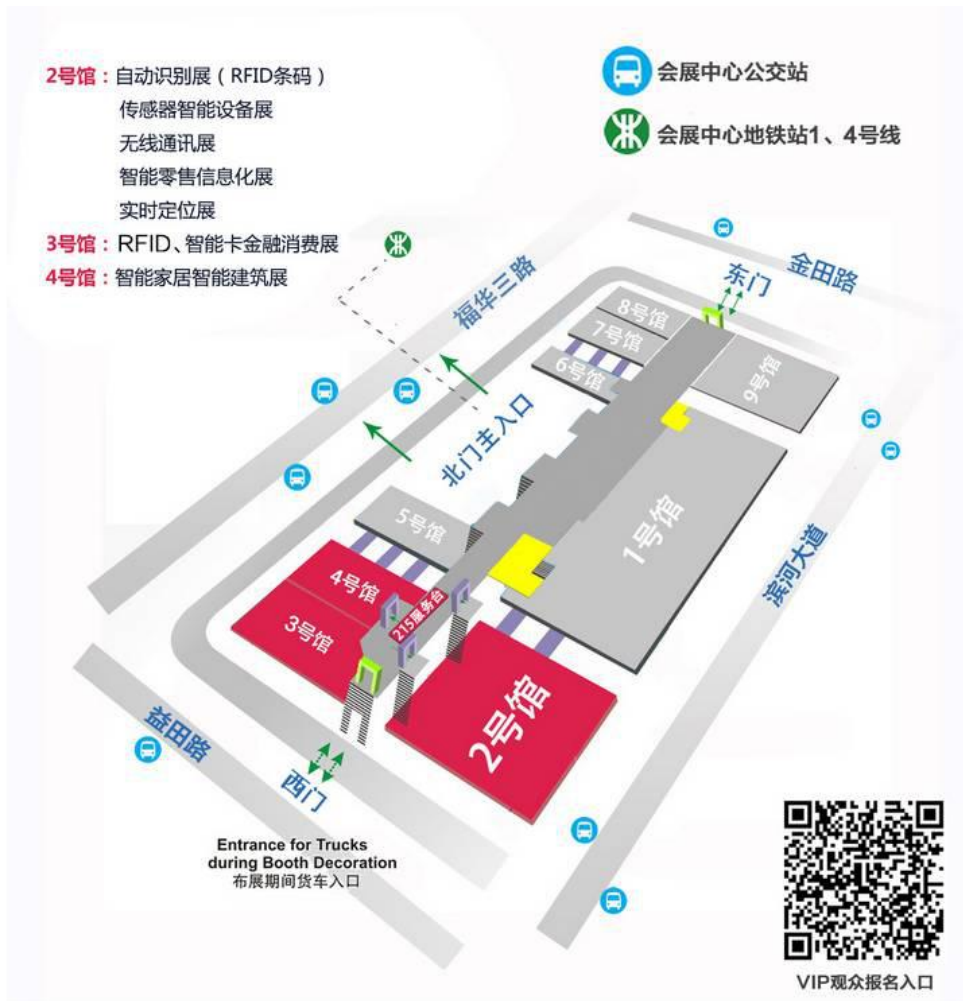 2号馆：自动识别展（RFID条码）
传感器智能设备展
无线通讯展
智能零售信息化展
实时定位展
3号馆：RFID、智能卡金融消费展
4号馆：智能家居智能建筑展
会展中心公交站
会展中心地铁站1、4号线
福华三路
金田路
东门
8号馆
7号馆
6号馆
9号馆
北门主入口
5号馆
1号馆
滨河大道
4号馆
3号馆
215服务台
2号馆
益田路
西门
Entrance for Trucks
during Booth Decoration
布展期间货车入口
VIP观众报名入口